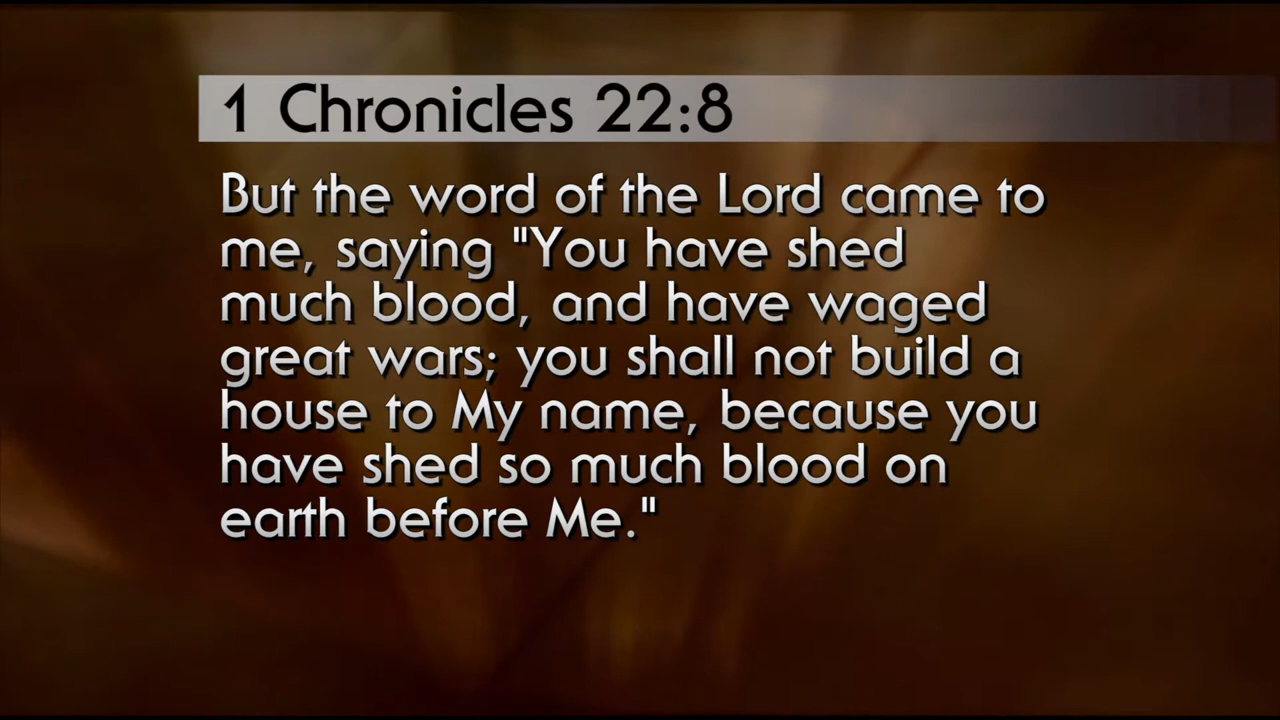 1 Chronicles 22:8
But the word of the Lord came to
me, saying "You have shed
much blood, and have waged
great wars; you shall not build a
house to My name, because you
have shed so much blood on
earth before Me."